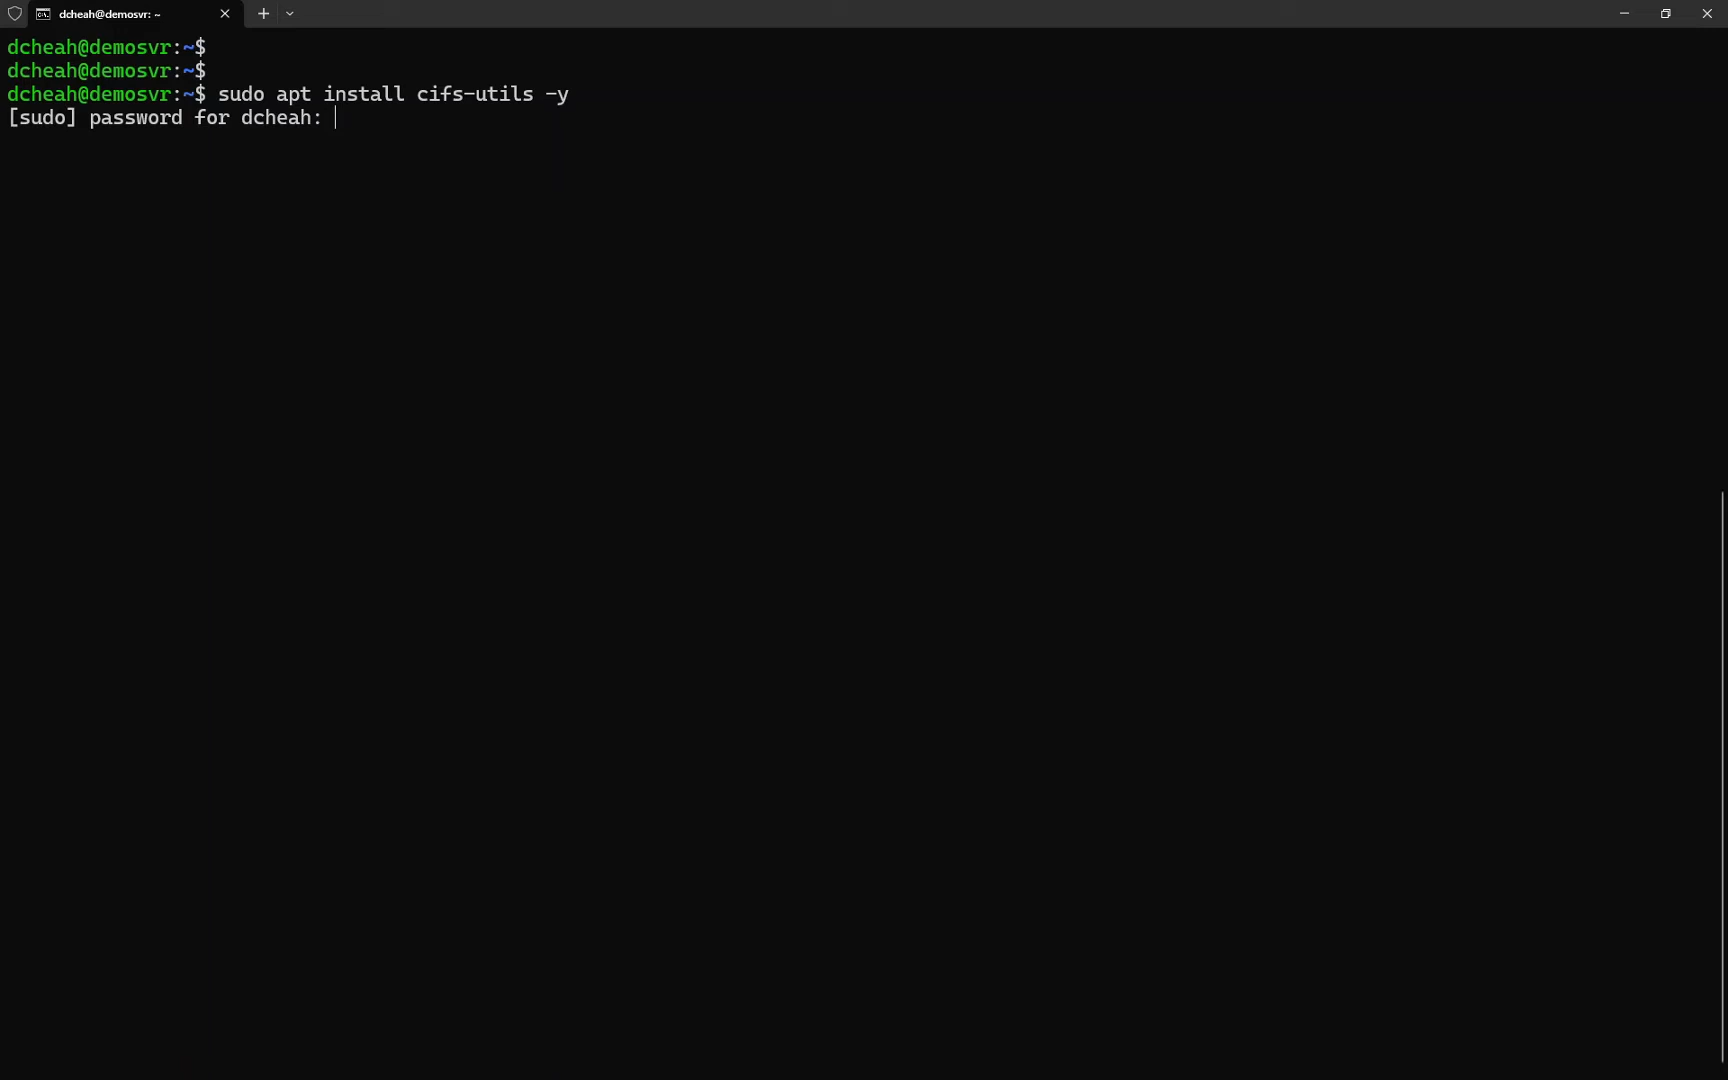 dcheah@demosvr: ~
dcheah@demosvr:~$
dcheah@demosvr:~$
dcheah@demosvr:~$ sudo apt install cifs-utils -y
[sudo] password for dcheah: